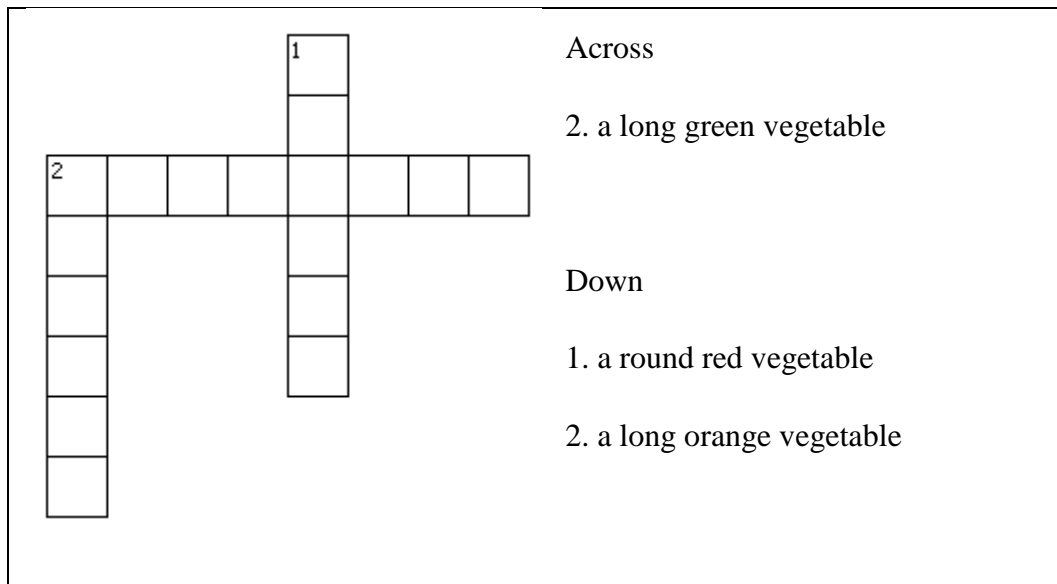 1
2
Across
2. a long green vegetable
Down
1. a round red vegetable
2. a long orange vegetable